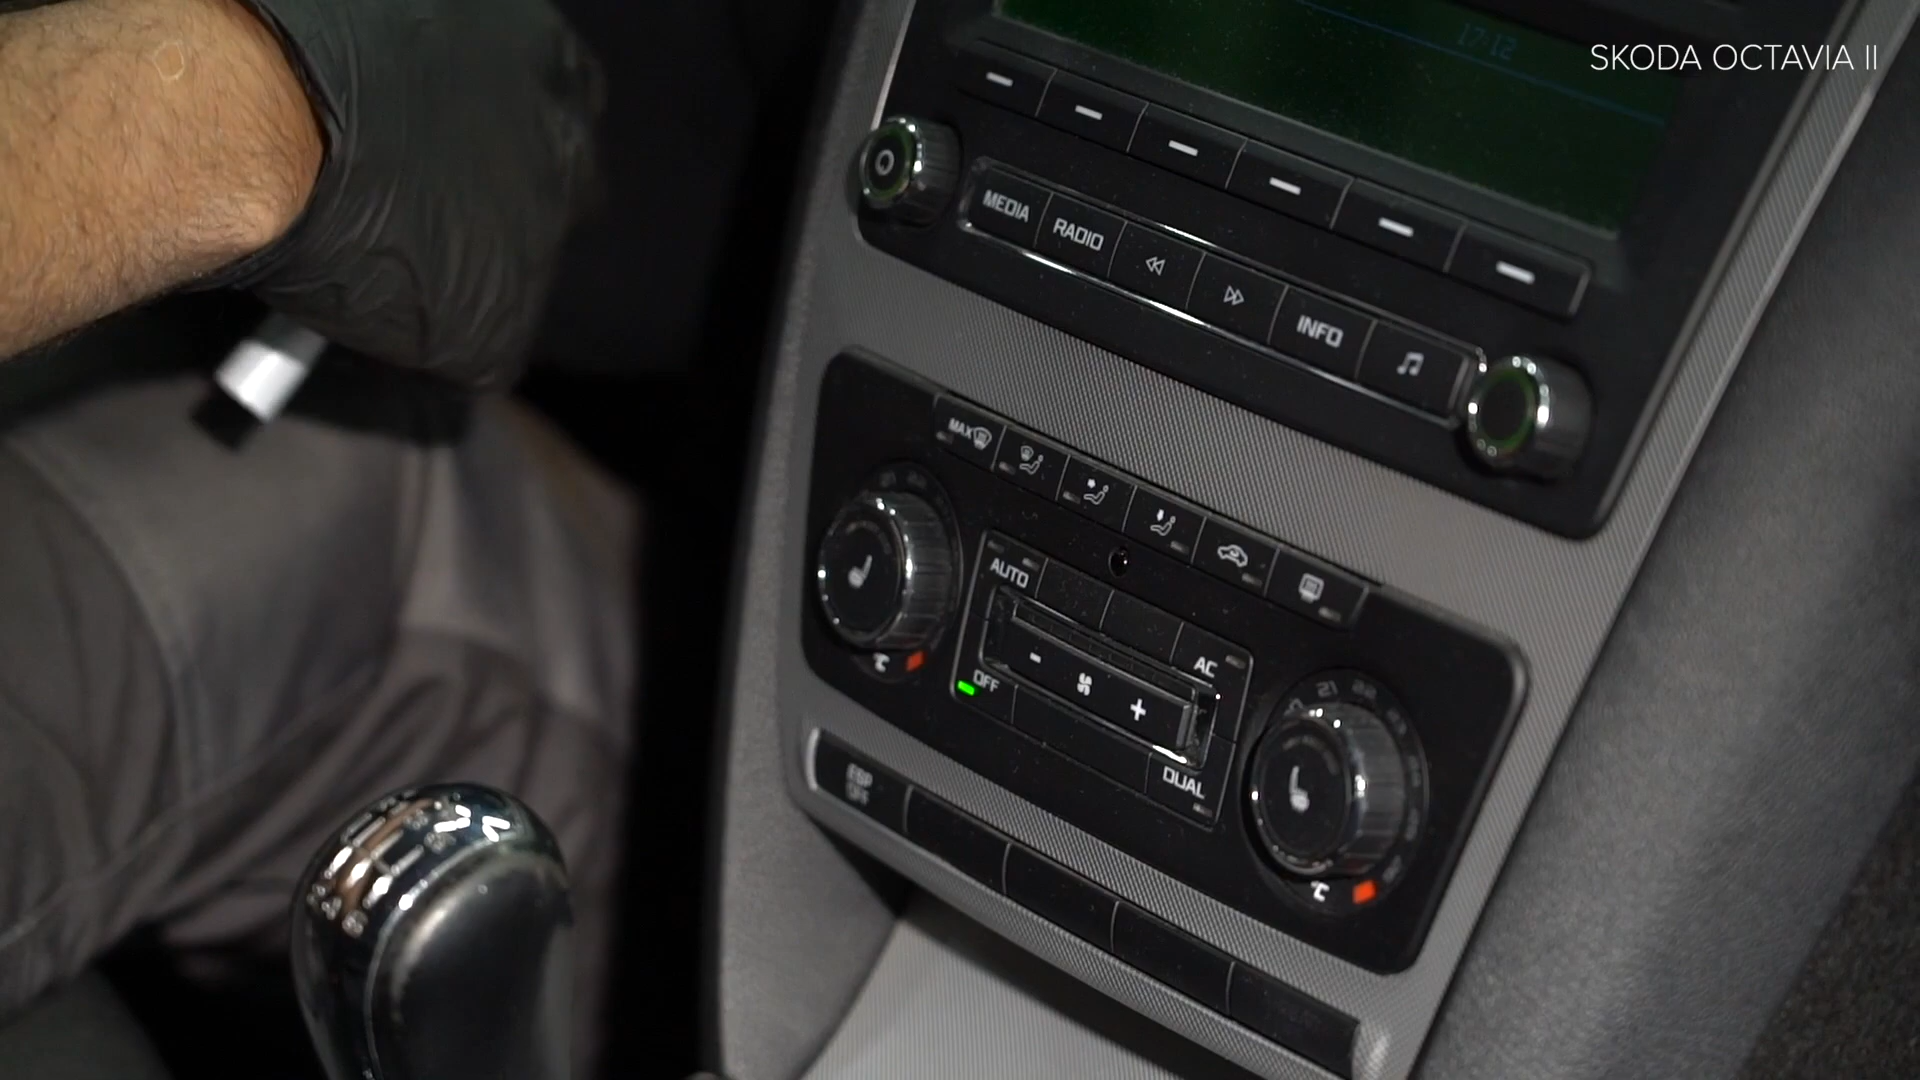 SKODA OCTAVIA II
17:12
MEDIA
RADIO
INFO
MAX
AUTO
AC
- +
OFF
DUAL
°C
°C
ESP
OFF